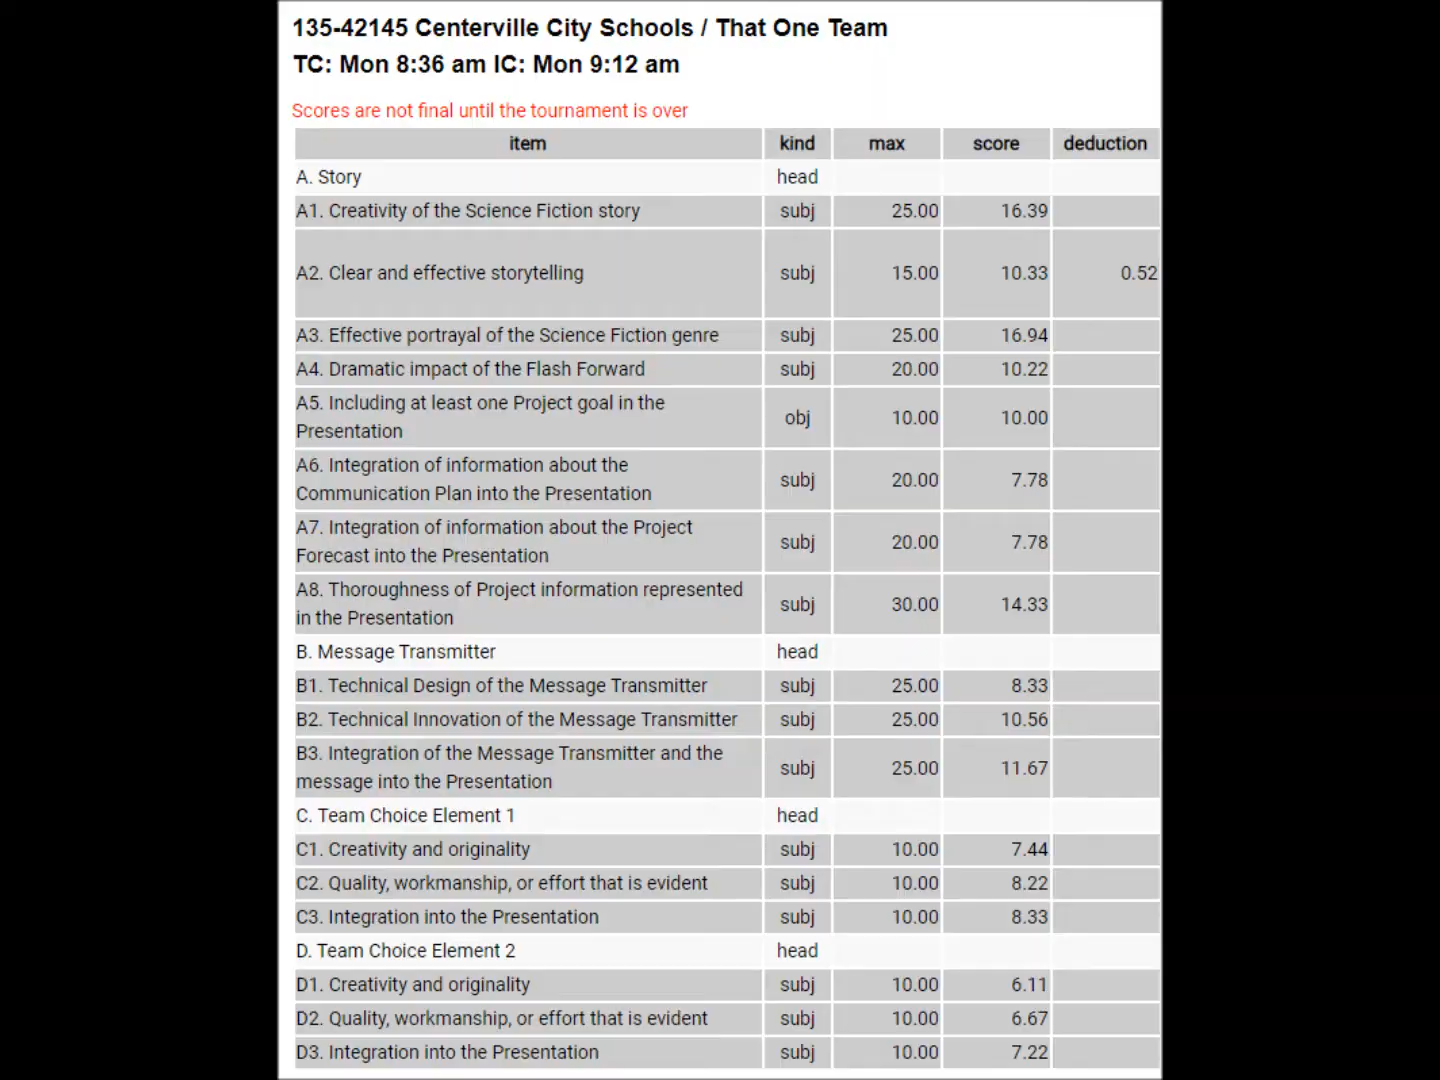 135-42145 Centerville City Schools / That One Team
TC: Mon 8:36 am IC: Mon 9:12 am
Scores are not final until the tournament is over
item kind max score deduction
A. Story head
A1. Creativity of the Science Fiction story subj 25.00 16.39
A2. Clear and effective storytelling subj 15.00 10.33 0.52
A3. Effective portrayal of the Science Fiction genre subj 25.00 16.94
A4. Dramatic impact of the Flash Forward subj 20.00 10.22
A5. Including at least one Project goal in the
Presentation obj 10.00 10.00
A6. Integration of information about the
Communication Plan into the Presentation subj 20.00 7.78
A7. Integration of information about the Project
Forecast into the Presentation subj 20.00 7.78
A8. Thoroughness of Project information represented
in the Presentation subj 30.00 14.33
B. Message Transmitter head
B1. Technical Design of the Message Transmitter subj 25.00 8.33
B2. Technical Innovation of the Message Transmitter subj 25.00 10.56
B3. Integration of the Message Transmitter and the
message into the Presentation subj 25.00 11.67
C. Team Choice Element 1 head
C1. Creativity and originality subj 10.00 7.44
C2. Quality, workmanship, or effort that is evident subj 10.00 8.22
C3. Integration into the Presentation subj 10.00 8.33
D. Team Choice Element 2 head
D1. Creativity and originality subj 10.00 6.11
D2. Quality, workmanship, or effort that is evident subj 10.00 6.67
D3. Integration into the Presentation subj 10.00 7.22